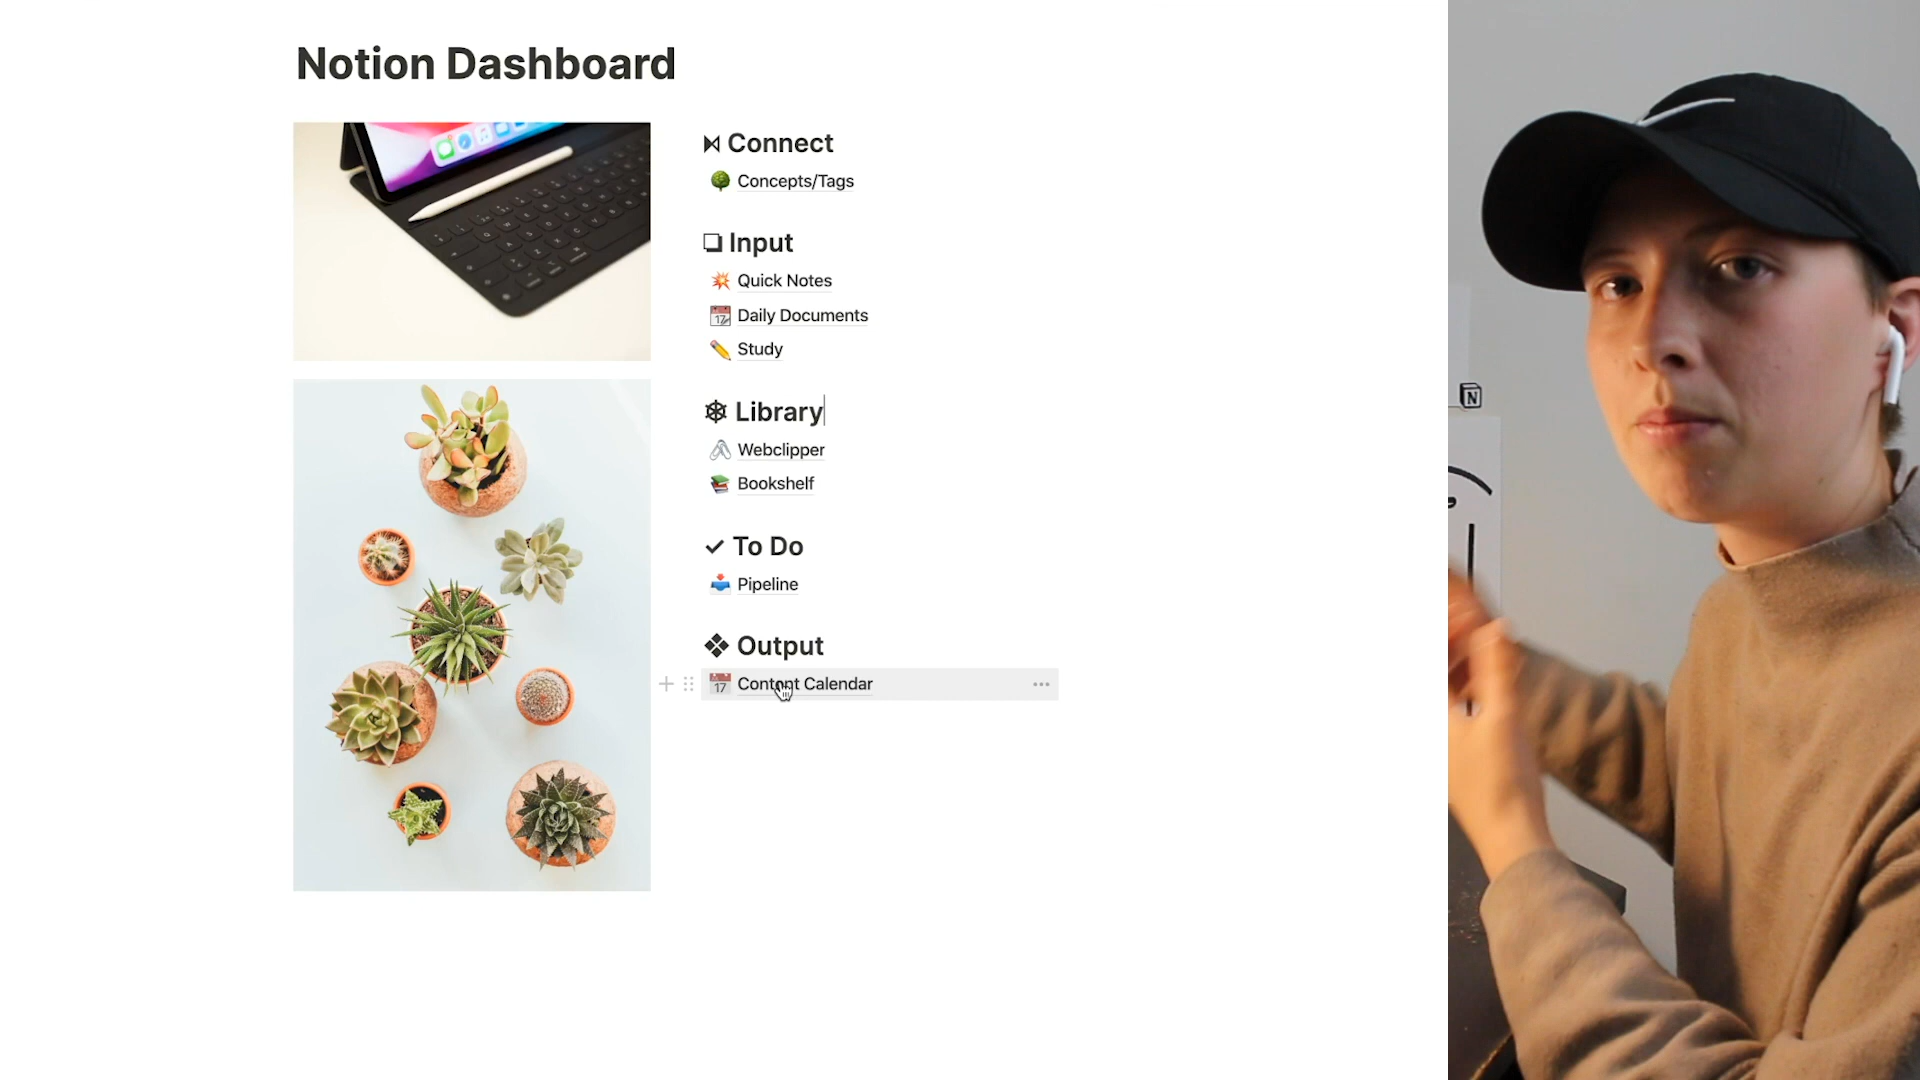 Notion Dashboard
Connect
Concepts/Tags
Input
Quick Notes
Daily Documents
Study
Library
Webclipper
Bookshelf
To Do
Pipeline
Output
17 Content Calendar
N